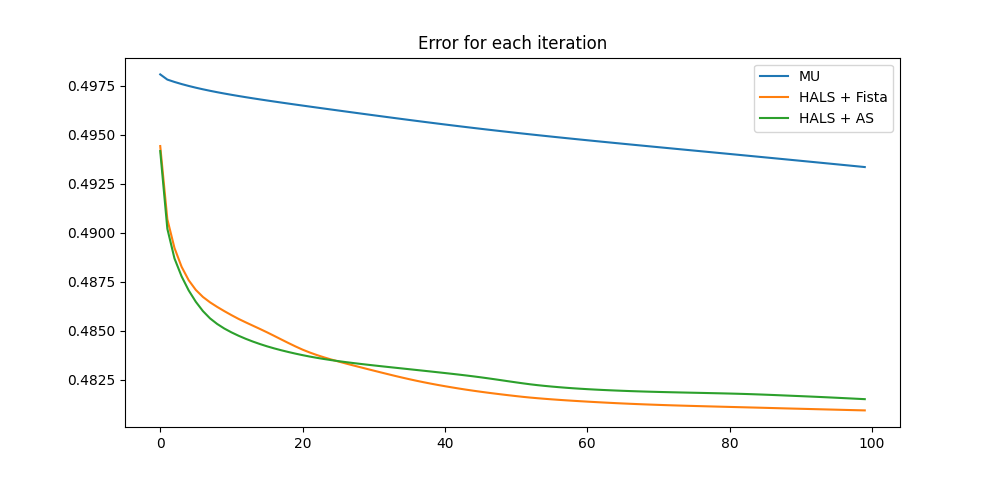 Error for each iteration
MU
HALS + Fista
HALS + AS
0.4975
0.4950
0.4925
0.4900
0.4875
0.4850
0.4825
0 20 40 60 80 100